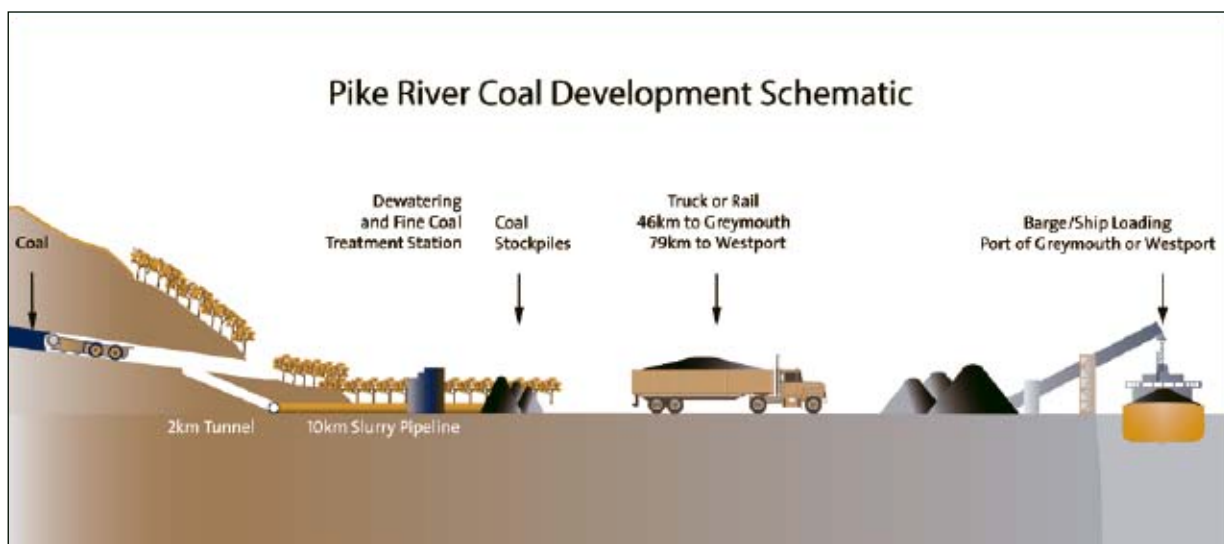 Pike River Coal Development Schematic
Coal
Dewatering
and Fine Coal
Treatment Station
Coal
Stockpiles
Truck or Rail
46km to Greymouth
79km to Westport
Barge/Ship Loading
Port of Greymouth or Westport
2km Tunnel
10km Slurry Pipeline